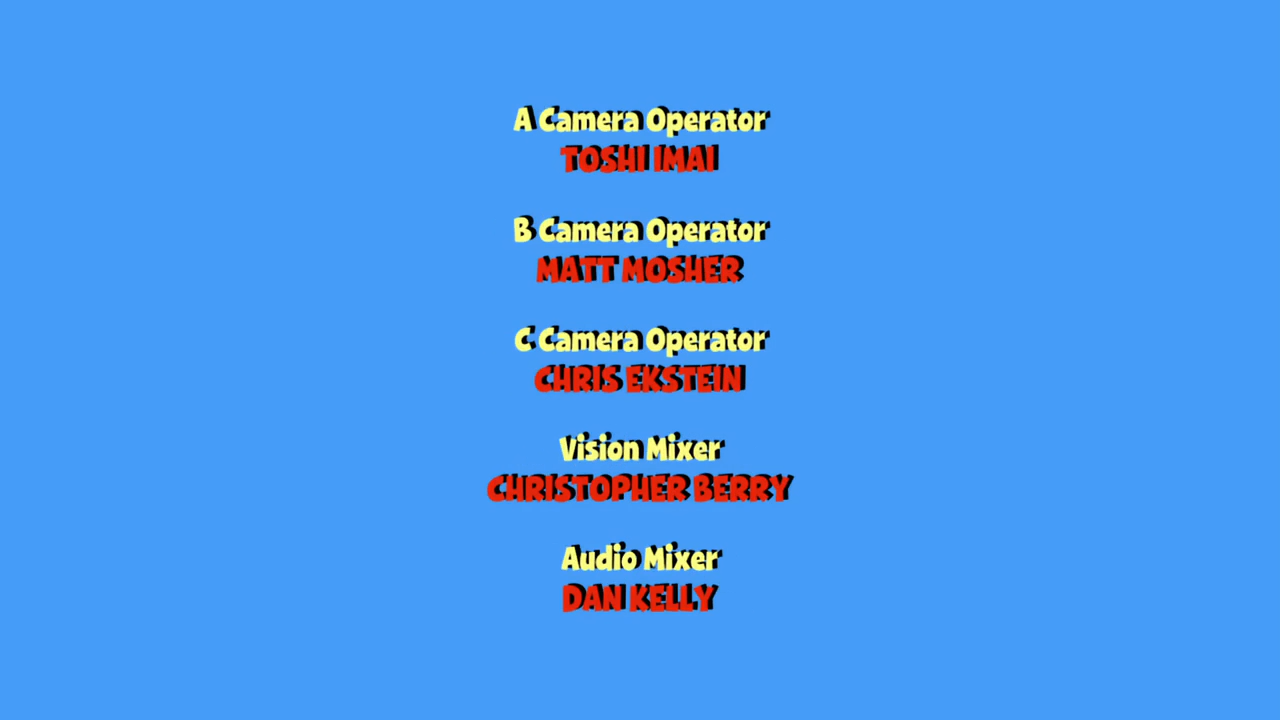 A Camera Operator
TOSHI IMAI
B Camera Operator
MATT MOSHER
C Camera Operator
CHRIS EKSTEIN
Vision Mixer
CHRISTOPHER BERRY
Audio Mixer
DAN KELLY